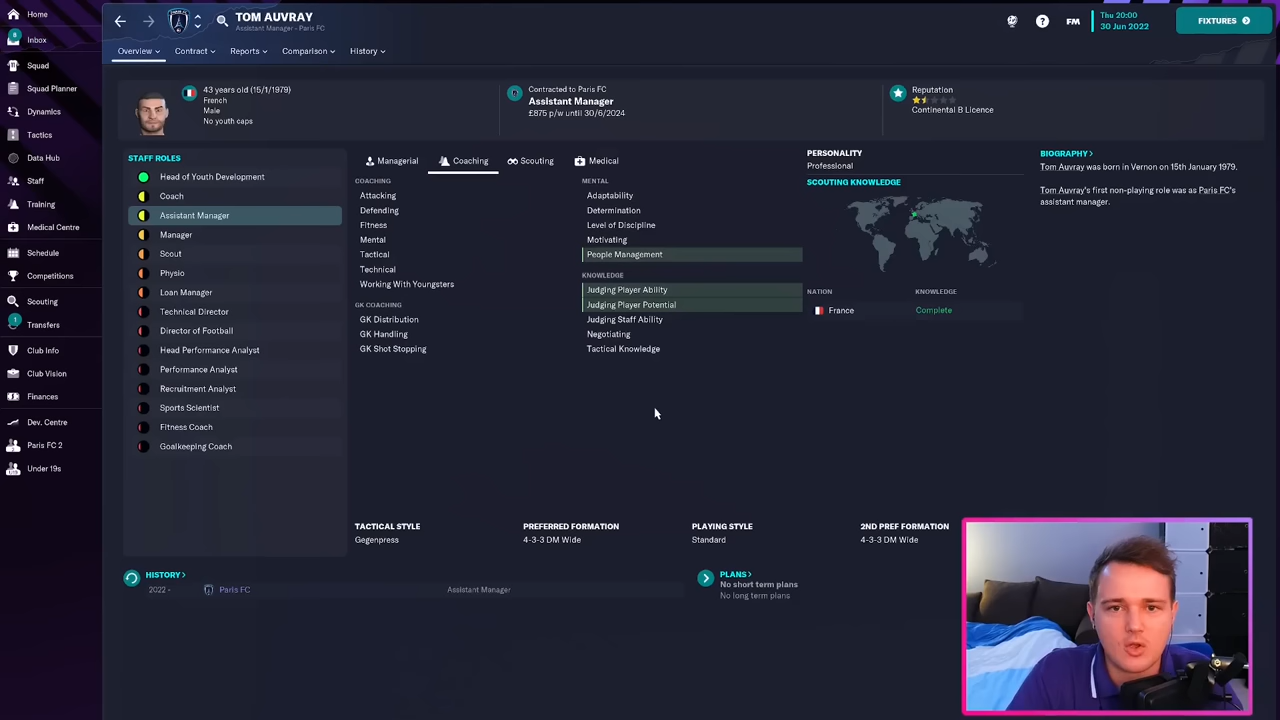 Home
8
Inbox
Squad
Squad Planner
Dynamics
Tactics
Data Hub
Staff
Training
Medical Centre
Schedule
Competitions
Scouting
1
Transfers
Club Info
Club Vision
Finances
Dev. Centre
Paris FC 2
Under 19s
TOM AUVRAY
Assistant Manager - Paris FC
FM
Thu 20:00
30 Jun 2022
FIXTURES
Overview
Contract
Reports
Comparison
History
43 years old (15/1/1979)
French
Male
No youth caps
Contracted to Paris FC
Assistant Manager
£875 p/w until 30/6/2024
Reputation
Continental B Licence
STAFF ROLES
Head of Youth Development
Coach
Assistant Manager
Manager
Scout
Physio
Loan Manager
Technical Director
Director of Football
Head Performance Analyst
Performance Analyst
Recruitment Analyst
Sports Scientist
Fitness Coach
Goalkeeping Coach
Managerial
Coaching
Scouting
Medical
COACHING
Attacking
Defending
Fitness
Mental
Tactical
Technical
Working With Youngsters
GK COACHING
GK Distribution
GK Handling
GK Shot Stopping
MENTAL
Adaptability
Determination
Level of Discipline
Motivating
People Management
KNOWLEDGE
Judging Player Ability
Judging Player Potential
Judging Staff Ability
Negotiating
Tactical Knowledge
PERSONALITY
Professional
SCOUTING KNOWLEDGE
NATION
KNOWLEDGE
France
Complete
BIOGRAPHY
Tom Auvray was born in Vernon on 15th January 1979.
Tom Auvray's first non-playing role was as Paris FC's
assistant manager.
TACTICAL STYLE
Gegenpress
PREFERRED FORMATION
4-3-3 DM Wide
PLAYING STYLE
Standard
2ND PREF FORMATION
4-3-3 DM Wide
HISTORY
2022 -
Paris FC
Assistant Manager
PLANS
No short term plans
No long term plans